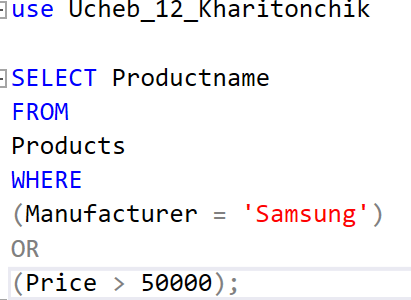 use Ucheb_12_Kharitonchik
SELECT Productname
FROM
Products
WHERE
(Manufacturer = 'Samsung')
OR
(Price > 50000);